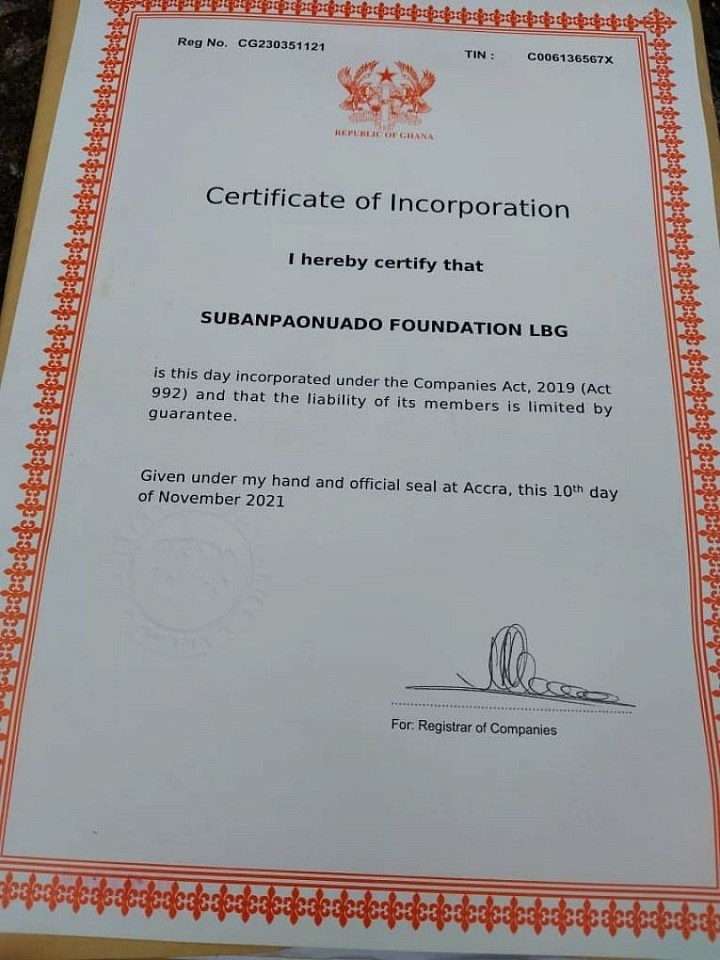 Reg No. CG230351121
TIN : C006136567X
REPUBLIC OF GHANA
Certificate of Incorporation
I hereby certify that
SUBANPAONUADO FOUNDATION LBG
is this day incorporated under the Companies Act, 2019 (Act
992) and that the liability of its members is limited by
guarantee.
Given under my hand and official seal at Accra, this 10th day
of November 2021
For: Registrar of Companies